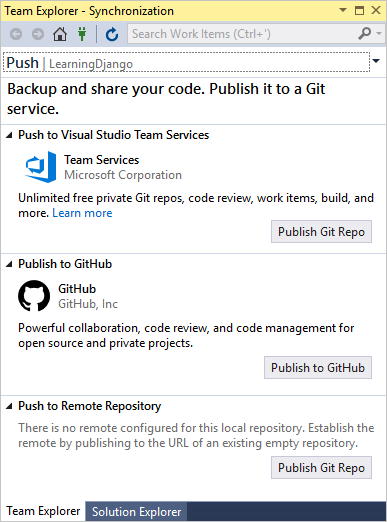 Team Explorer - Synchronization
Search Work Items (Ctrl+')
Push | LearningDjango
Backup and share your code. Publish it to a Git
service.
Push to Visual Studio Team Services
Team Services
Microsoft Corporation
Unlimited free private Git repos, code review, work items, build, and
more. Learn more
Publish Git Repo
Publish to GitHub
GitHub
GitHub, Inc
Powerful collaboration, code review, and code management for
open source and private projects.
Publish to GitHub
Push to Remote Repository
There is no remote configured for this local repository. Establish the
remote by publishing to the URL of an existing empty repository.
Publish Git Repo
Team Explorer Solution Explorer